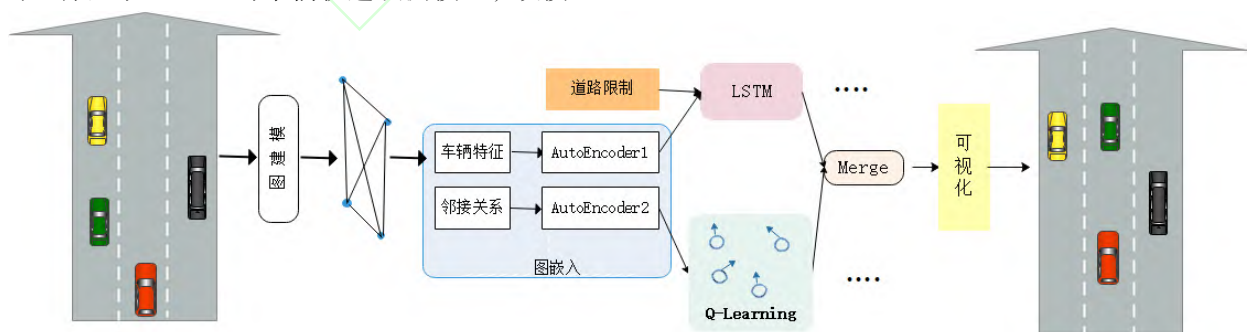 图建模
车辆特征
AutoEncoder1
邻接关系
AutoEncoder2
图嵌入
道路限制
LSTM
....
Q-Learning
....
Merge
可视化